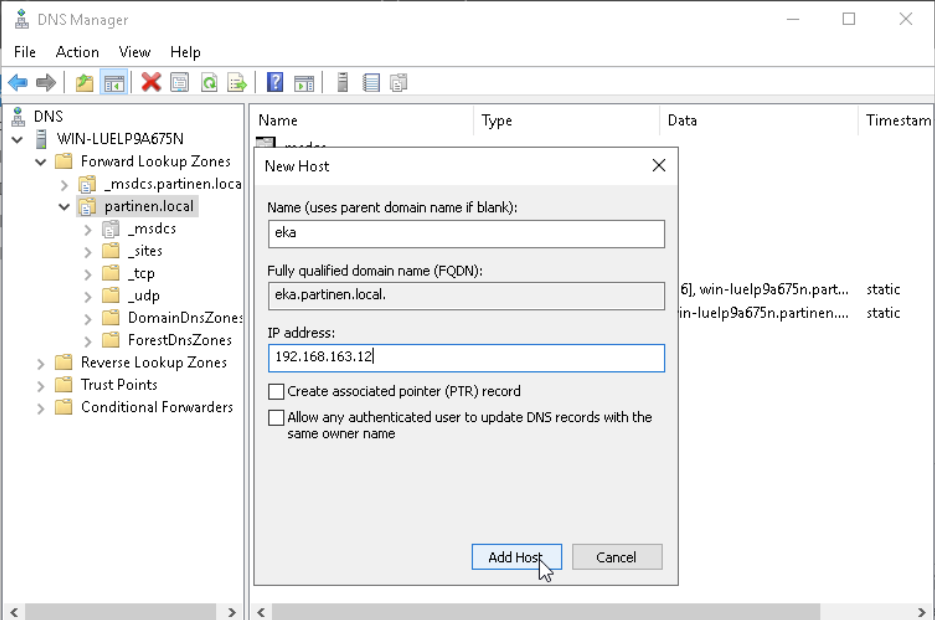 DNS Manager
File Action View Help
DNS
WIN-LUELP9A675N
Forward Lookup Zones
_msdcs.partinen.loca
partinen.local
_msdcs
_sites
_tcp
_udp
DomainDnsZones
ForestDnsZones
Reverse Lookup Zones
Trust Points
Conditional Forwarders
Name Type Data Timestam
New Host
Name (uses parent domain name if blank):
eka
Fully qualified domain name (FQDN):
eka.partinen.local.
IP address:
192.168.163.12
Create associated pointer (PTR) record
Allow any authenticated user to update DNS records with the
same owner name
Add Host Cancel
6], win-luelp9a675n.part... static
in-luelp9a675n.partinen.... static